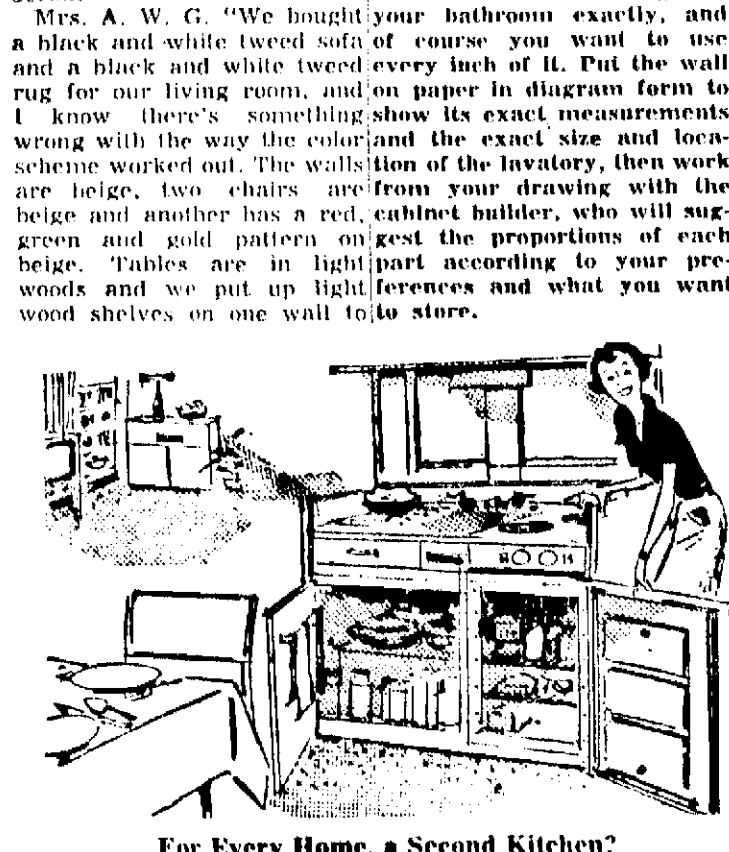 Mrs. A. W. G. "We bought
a black and white tweed sofa
and a black and white tweed
rug for our living room, and
I know there's something
wrong with the way the color
scheme worked out. The walls
are beige, two chairs are
beige and another has a red,
green and gold pattern on
beige. Tables are in light
woods and we put up light
wood shelves on one wall to
your bathroom exactly, and
of course you want to use
every inch of it. Put the wall
on paper in diagram form to
show its exact measurements
and the exact size and loca-
tion of the lavatory, then work
from your drawing with the
cabinet builder, who will sug-
gest the proportions of each
part according to your pre-
ferences and what you want
to store.
For Every Home, a Second Kitchen?